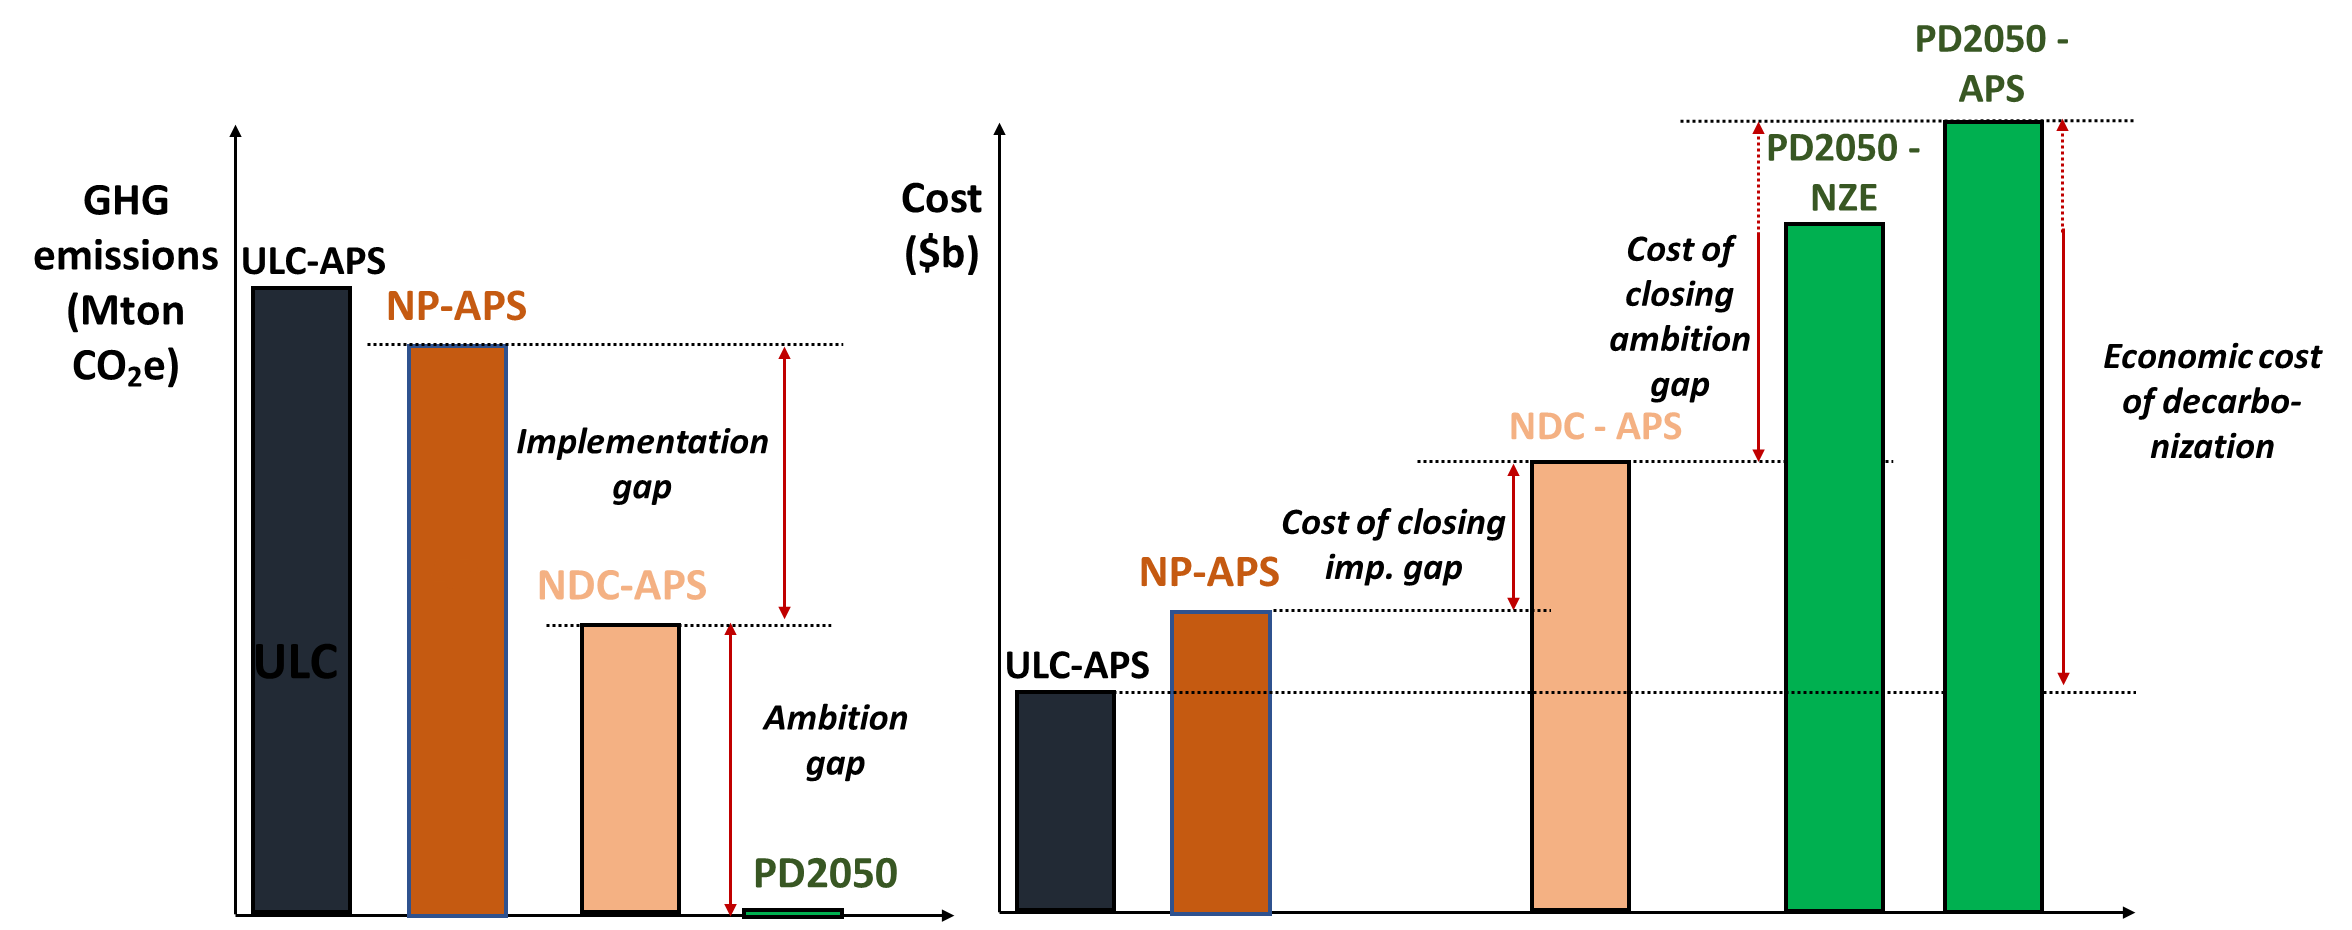 GHG
emissions
(Mton
CO₂e)
ULC-APS
NP-APS
Implementation
gap
NDC-APS
ULC
Ambition
gap
PD2050
Cost
($b)
ULC-APS
NP-APS
Cost of closing
imp. gap
NDC - APS
Cost of
closing
ambition
gap
PD2050 -
NZE
PD2050 -
APS
Economic cost
of decarbo-
nization